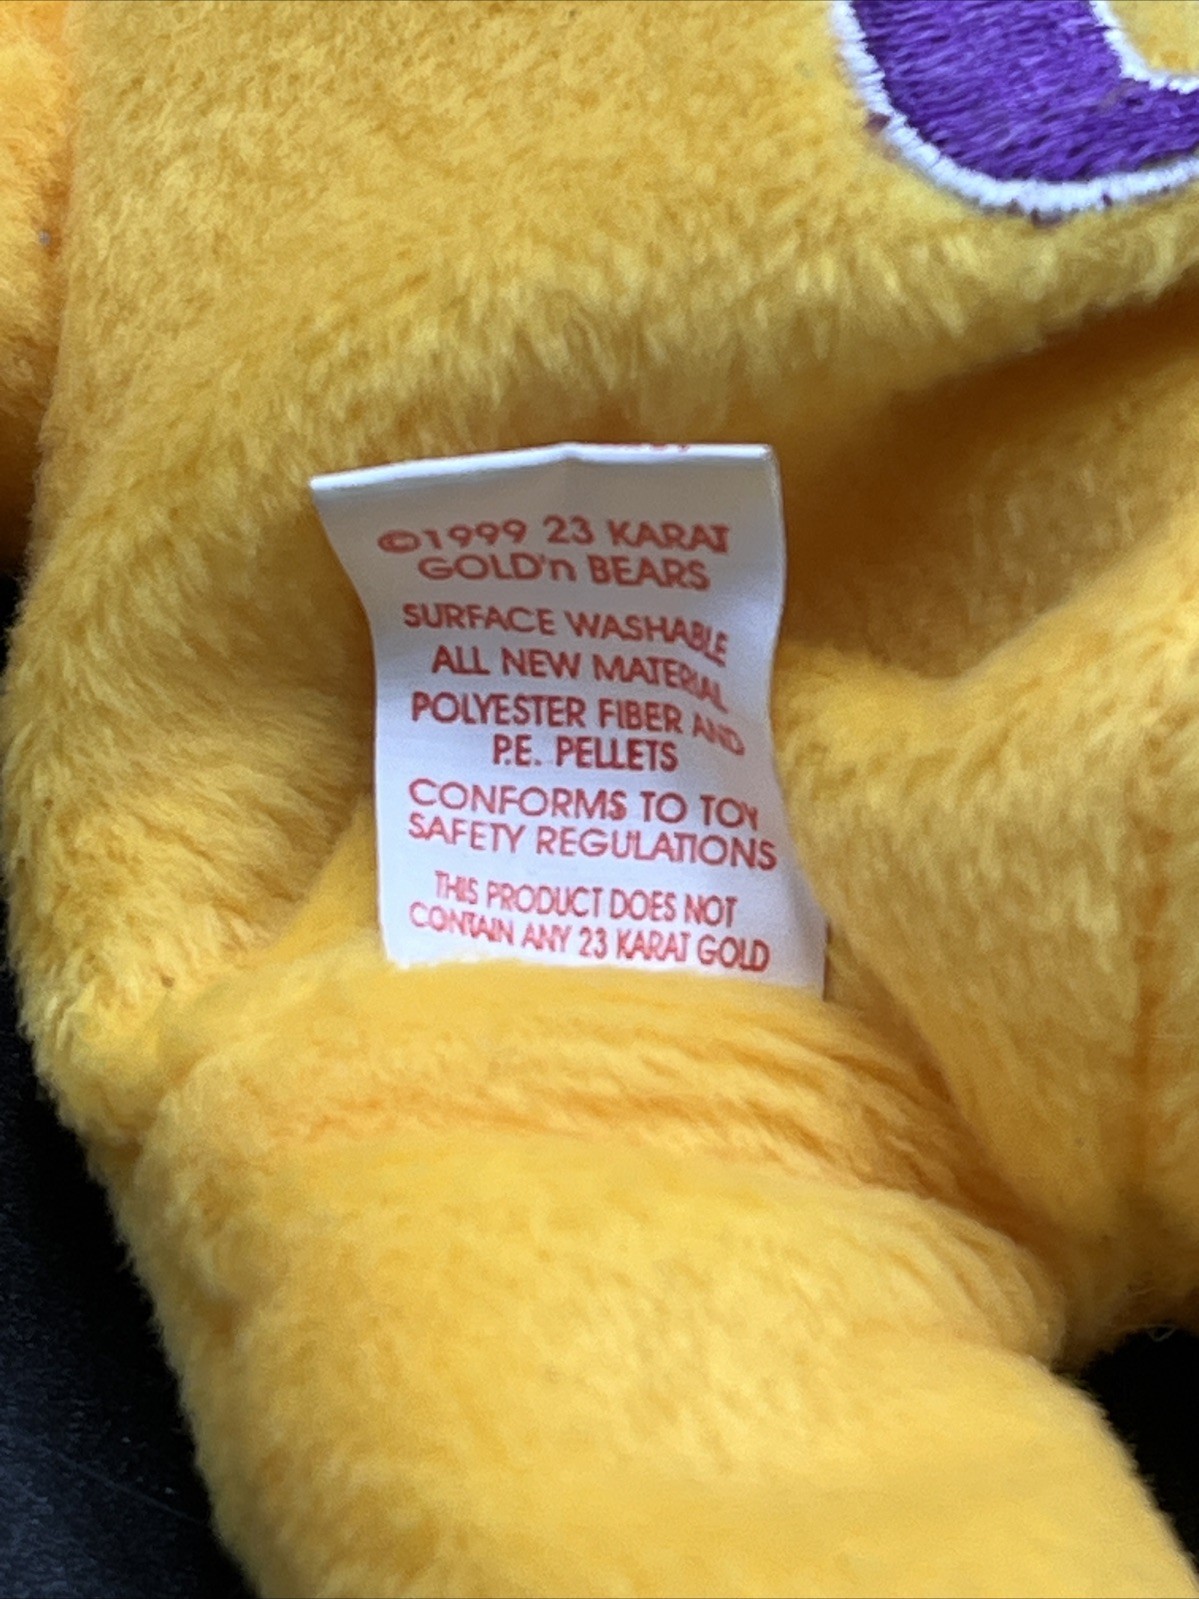 ©1999 23 KARAT
GOLD'n BEARS
SURFACE WASHABLE
ALL NEW MATERIAL
POLYESTER FIBER AND
P.E. PELLETS
CONFORMS TO TOY
SAFETY REGULATIONS
THIS PRODUCT DOES NOT
CONTAIN ANY 23 KARAT GOLD